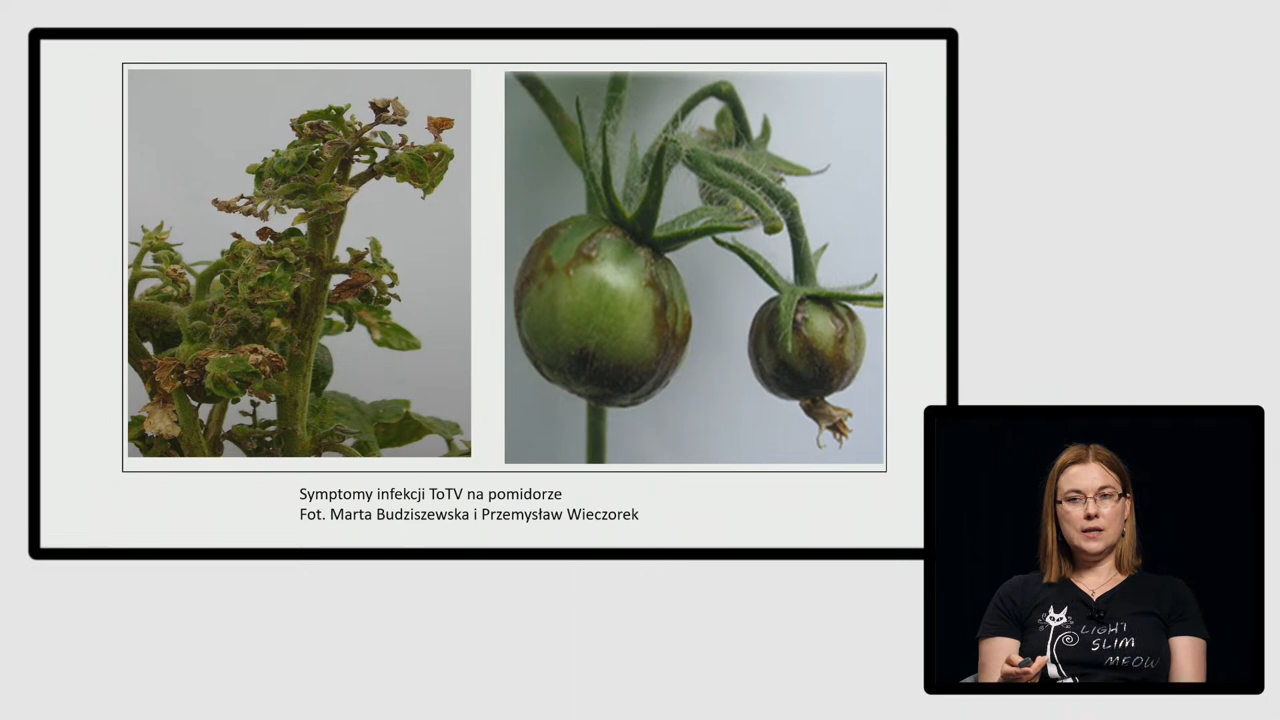 Symptomy infekcji ToTV na pomidorze
Fot. Marta Budziszewska i Przemysław Wieczorek
LIGHT
SLIM
MEOW